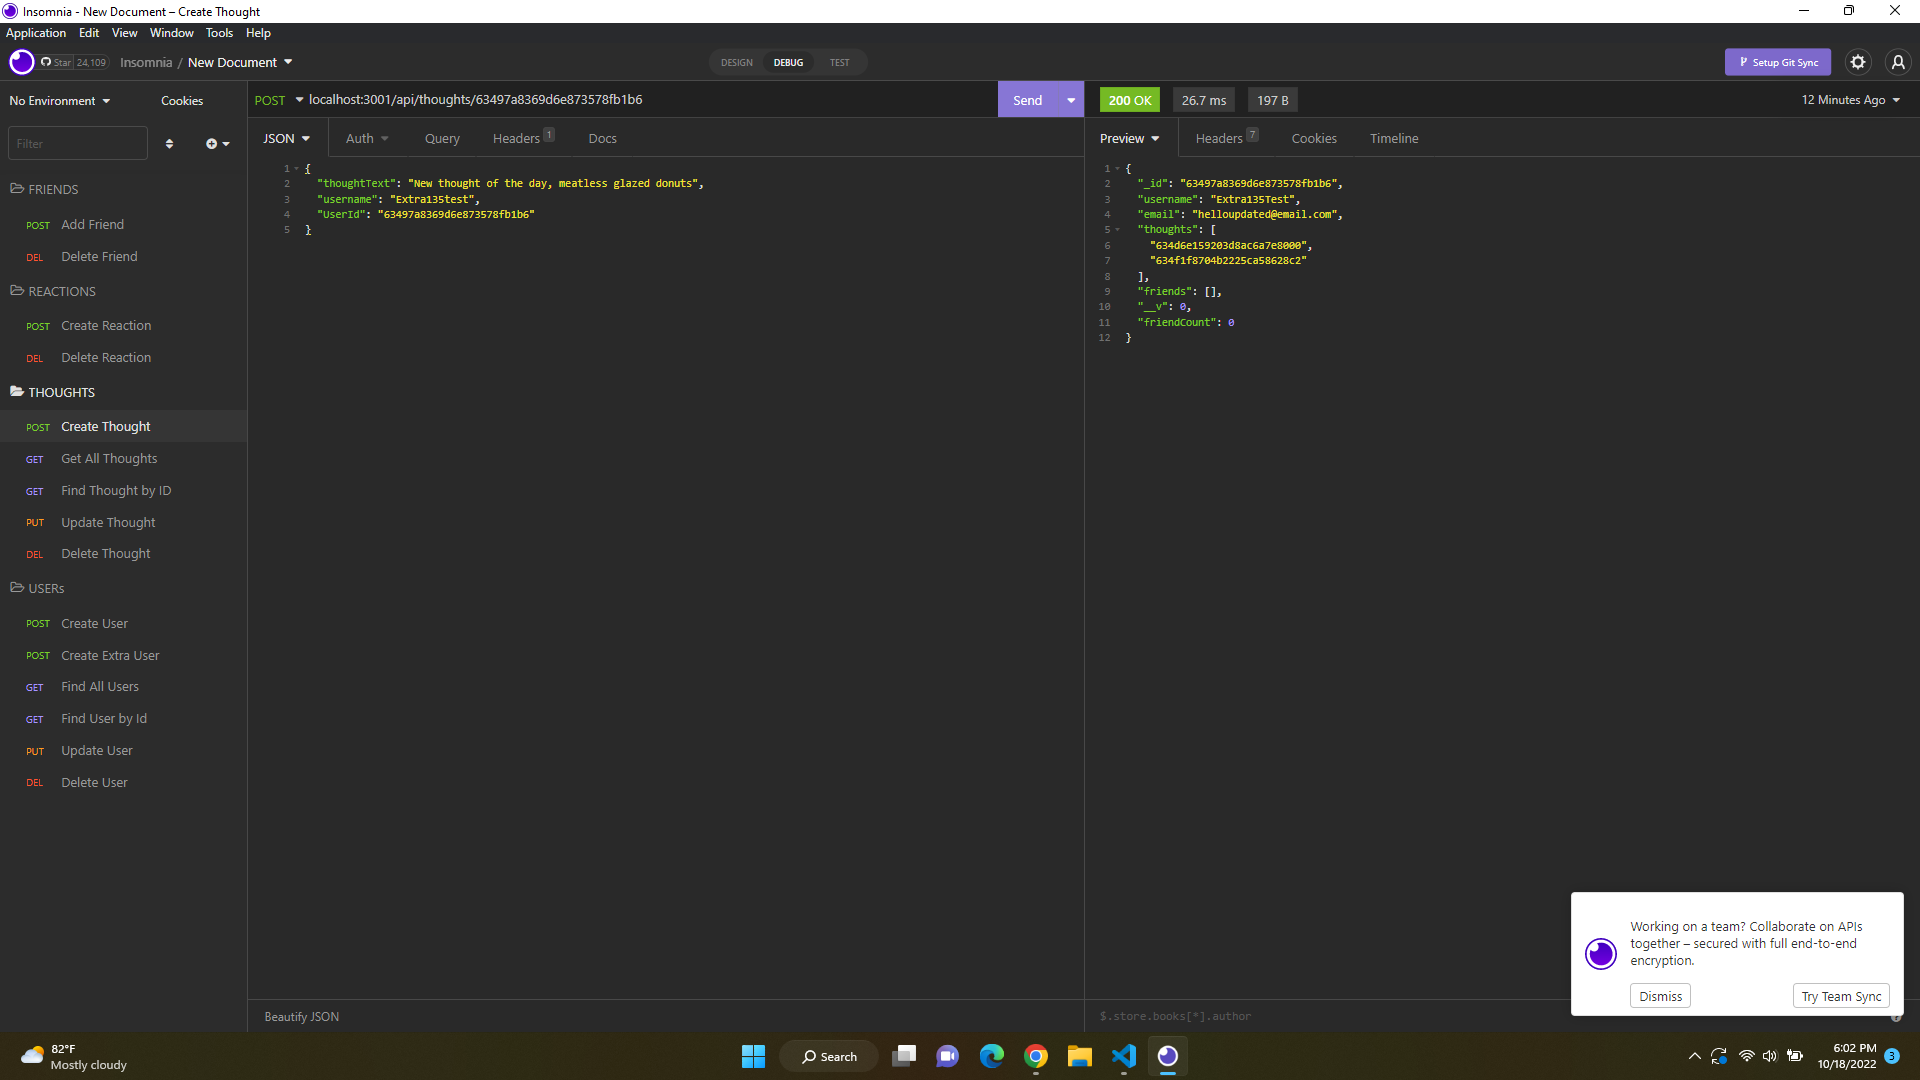 Insomnia - New Document – Create Thought
Application Edit View Window Tools Help
Star 24,109 Insomnia / New Document DESIGN DEBUG TEST Setup Git Sync
No Environment Cookies
Filter
FRIENDS
POST Add Friend
DEL Delete Friend
REACTIONS
POST Create Reaction
DEL Delete Reaction
THOUGHTS
POST Create Thought
GET Get All Thoughts
GET Find Thought by ID
PUT Update Thought
DEL Delete Thought
USERs
POST Create User
POST Create Extra User
GET Find All Users
GET Find User by Id
PUT Update User
DEL Delete User
POST localhost:3001/api/thoughts/63497a8369d6e873578fb1b6 Send
JSON Auth Query Headers 1 Docs
1 {
2 "thoughtText": "New thought of the day, meatless glazed donuts",
3 "username": "Extra135test",
4 "UserId": "63497a8369d6e873578fb1b6"
5 }
Beautify JSON
200 OK 26.7 ms 197 B 12 Minutes Ago
Preview Headers 7 Cookies Timeline
1 {
2 "_id": "63497a8369d6e873578fb1b6",
3 "username": "Extra135Test",
4 "email": "helloupdated@email.com",
5 "thoughts": [
6 "634d6e159203d8ac6a7e8000",
7 "634f1f8704b2225ca58628c2"
8 ],
9 "friends": [],
10 "__v": 0,
11 "friendCount": 0
12 }
$.store.books[*].author
Working on a team? Collaborate on APIs
together – secured with full end-to-end
encryption.
Dismiss Try Team Sync
82°F
Mostly cloudy
Search
6:02 PM
10/18/2022 3